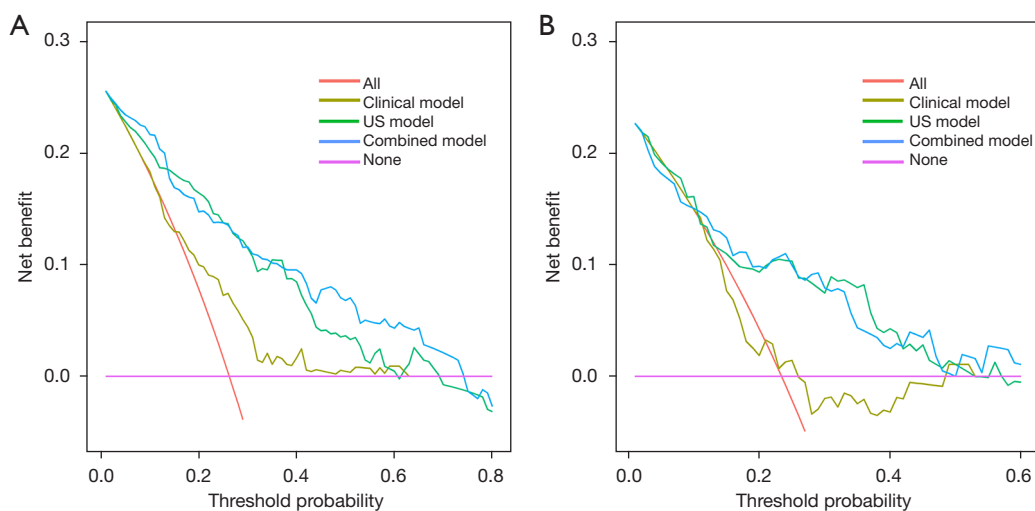 A
0.3
0.2
0.1
0.0
Net benefit
All
Clinical model
US model
Combined model
None
0.0 0.2 0.4 0.6 0.8
Threshold probability
B
0.3
0.2
0.1
0.0
Net benefit
All
Clinical model
US model
Combined model
None
0.0 0.2 0.4 0.6
Threshold probability